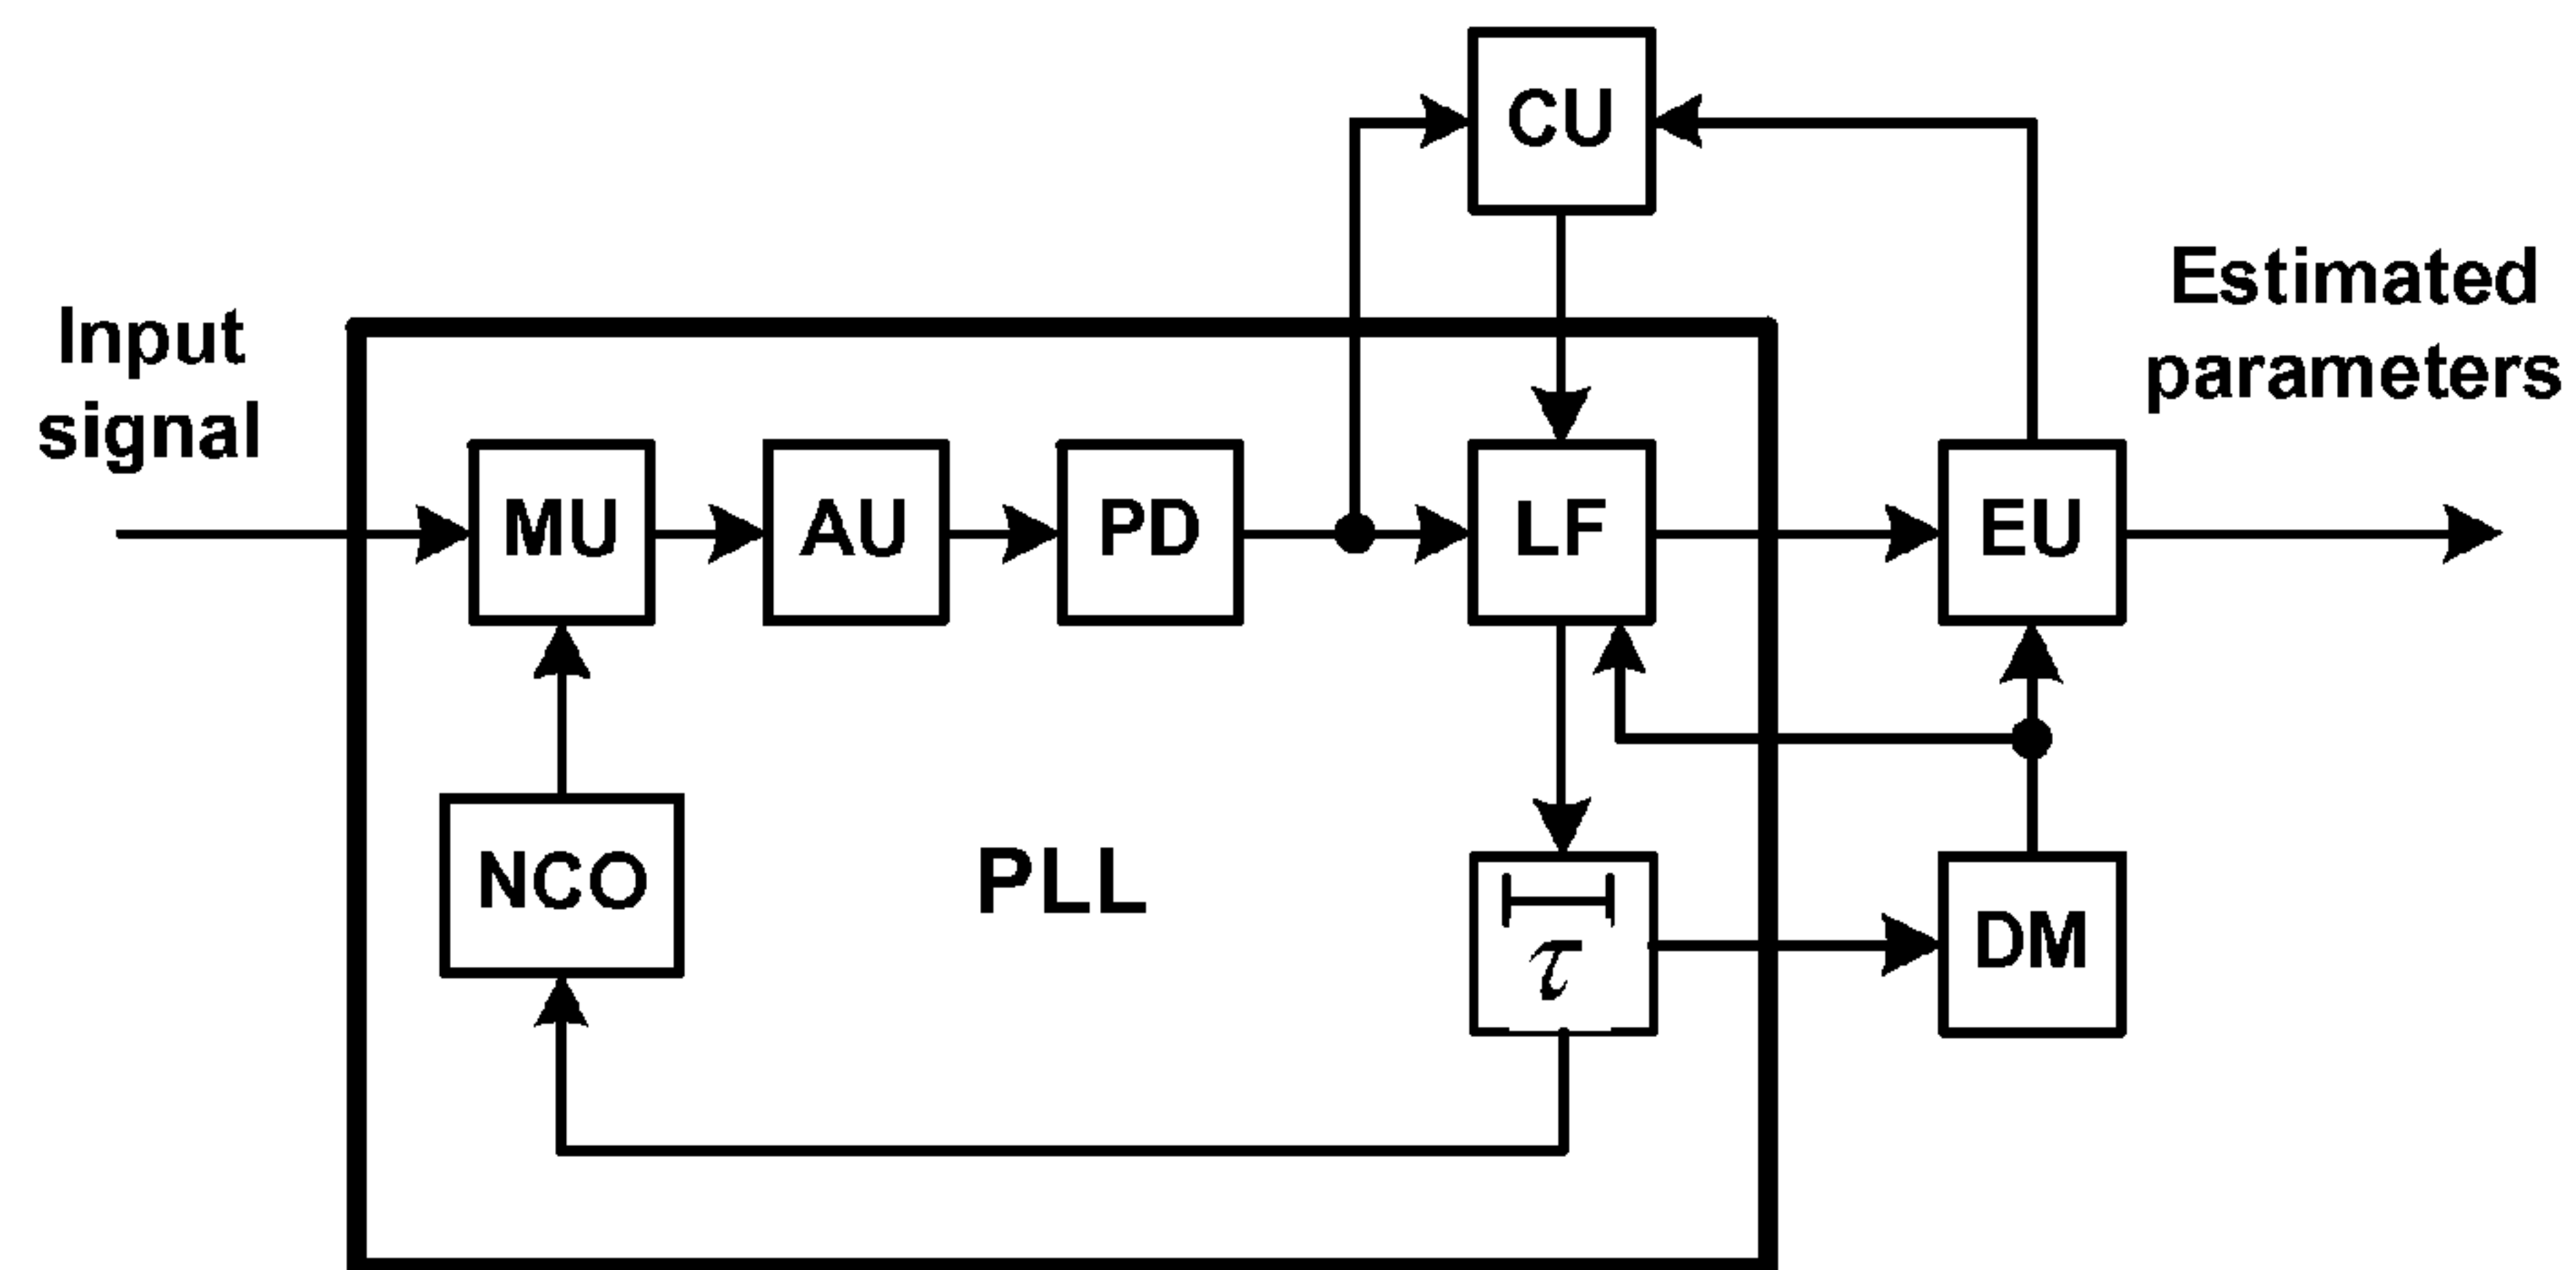 CU
Estimated
parameters
Input
signal
MU
AU
PD
LF
EU
NCO
PLL
τ
DM